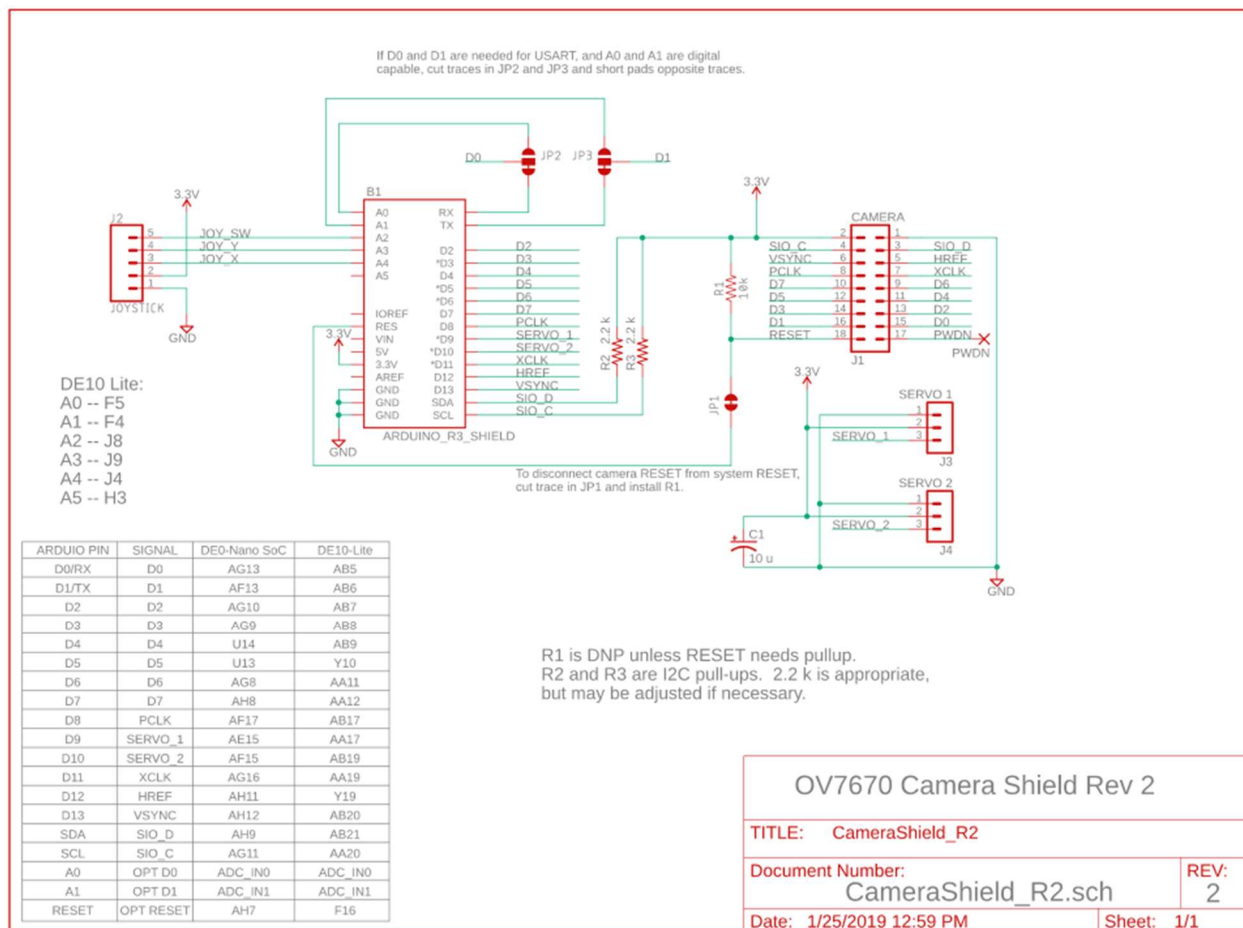 If D0 and D1 are needed for USART, and A0 and A1 are digital
capable, cut traces in JP2 and JP3 and short pads opposite traces.
D0 JP2 JP3 D1
3.3V
J2
5 JOY_SW
4 JOY_Y
3 JOY_X
2
1
JOYSTICK
GND
B1
A0 RX
A1 TX
A2
A3 D2 D2
A4 *D3 D3
A5 D4 D4
*D5 D5
*D6 D6
IOREF D7 D7
RES D8 PCLK
3.3V VIN *D9 SERVO_1
5V *D10 SERVO_2
3.3V *D11 XCLK
AREF D12 HREF
GND D13 VSYNC
GND SDA SIO_D
GND SCL SIO_C
GND
ARDUINO_R3_SHIELD
R2 2.2 k
R3 2.2 k
3.3V
R1 10k
JP1
CAMERA
2 1
SIO_C 4 3 SIO_D
VSYNC 6 5 HREF
PCLK 8 7 XCLK
D7 10 9 D6
D5 12 11 D4
D3 14 13 D2
D1 16 15 D0
RESET 18 17 PWDN
PWDN
J1
To disconnect camera RESET from system RESET,
cut trace in JP1 and install R1.
3.3V
SERVO 1
1
2
SERVO_1 3
J3
SERVO 2
1
2
SERVO_2 3
J4
+
C1
10 u
GND
DE10 Lite:
A0 -- F5
A1 -- F4
A2 -- J8
A3 -- J9
A4 -- J4
A5 -- H3
ARDUIO PIN SIGNAL DE0-Nano SoC DE10-Lite
D0/RX D0 AG13 AB5
D1/TX D1 AF13 AB6
D2 D2 AG10 AB7
D3 D3 AG9 AB8
D4 D4 U14 AB9
D5 D5 U13 Y10
D6 D6 AG8 AA11
D7 D7 AH8 AA12
D8 PCLK AF17 AB17
D9 SERVO_1 AE15 AA17
D10 SERVO_2 AF15 AB19
D11 XCLK AG16 AA19
D12 HREF AH11 Y19
D13 VSYNC AH12 AB20
SDA SIO_D AH9 AB21
SCL SIO_C AG11 AA20
A0 OPT D0 ADC_IN0 ADC_IN0
A1 OPT D1 ADC_IN1 ADC_IN1
RESET OPT RESET AH7 F16
R1 is DNP unless RESET needs pullup.
R2 and R3 are I2C pull-ups. 2.2 k is appropriate,
but may be adjusted if necessary.
OV7670 Camera Shield Rev 2
TITLE: CameraShield_R2
Document Number:
CameraShield_R2.sch
REV:
2
Date: 1/25/2019 12:59 PM
Sheet: 1/1